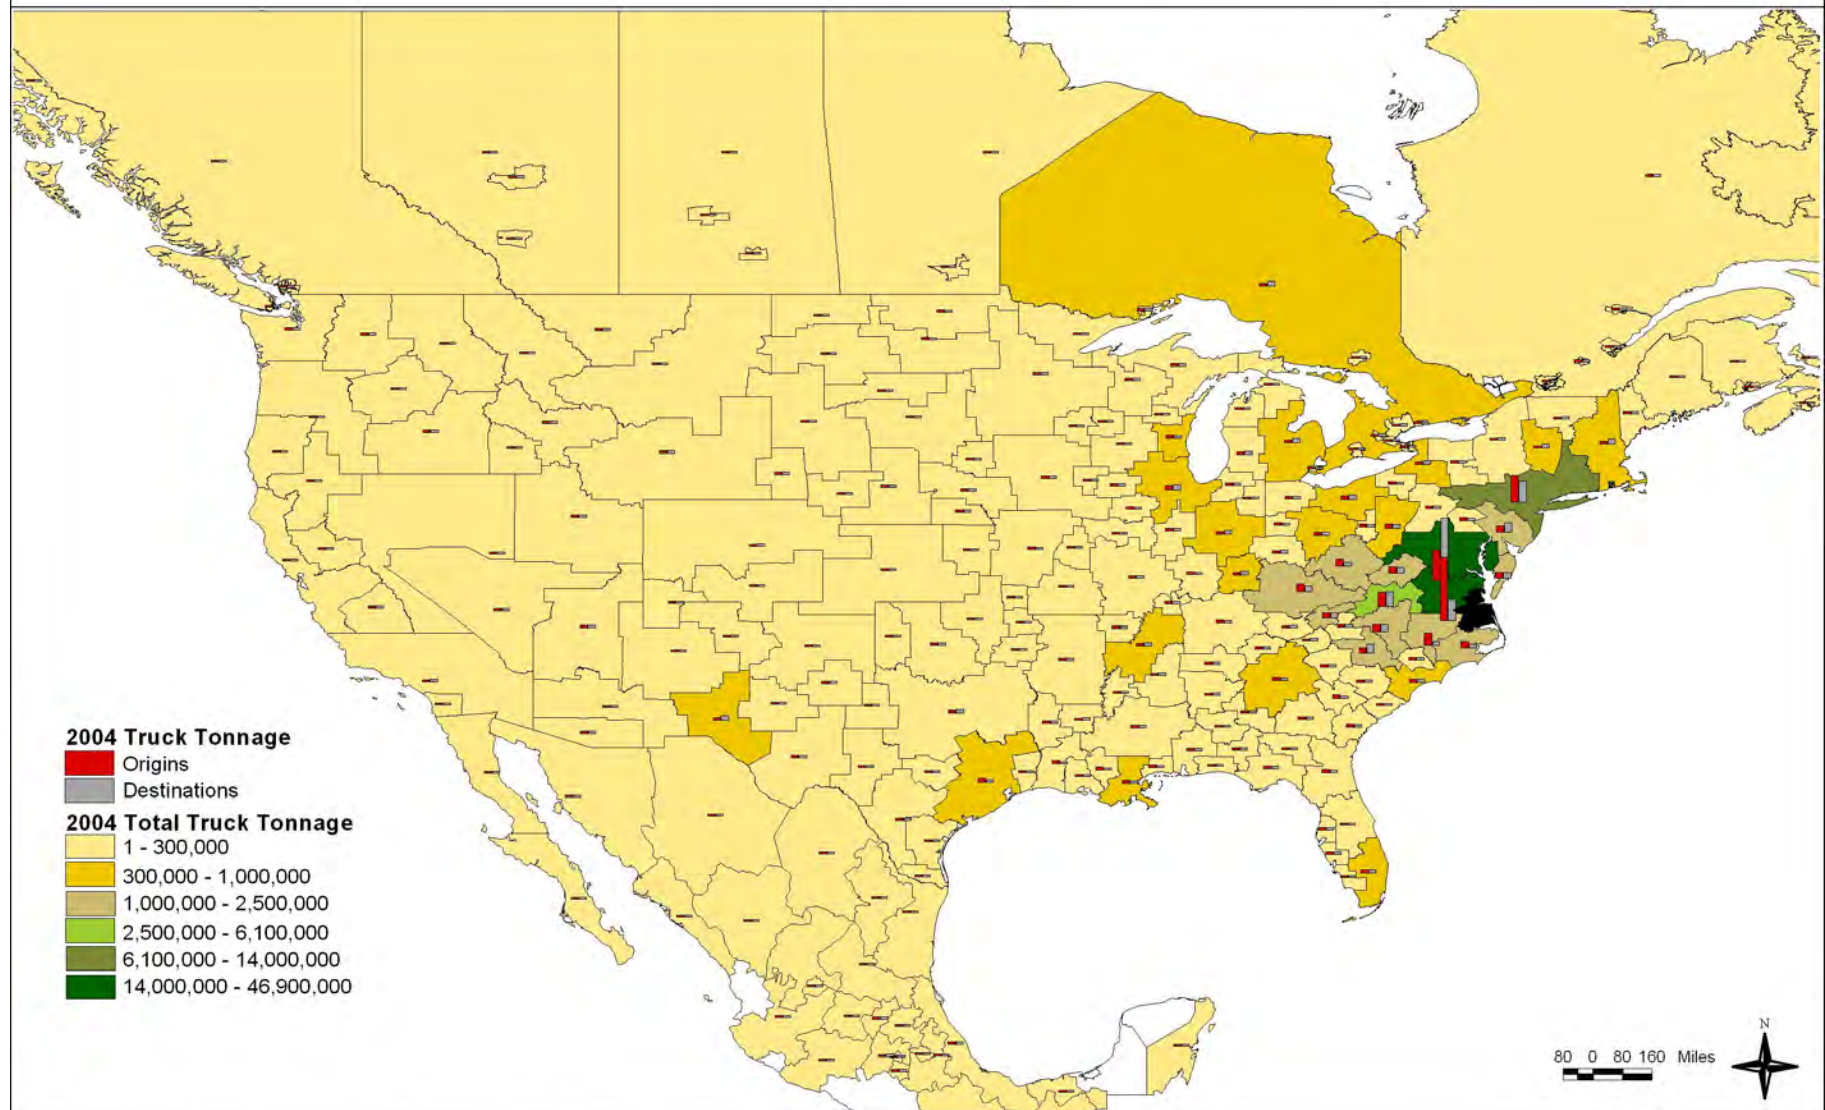 2004 Truck Tonnage
Origins
Destinations
2004 Total Truck Tonnage
1 - 300,000
300,000 - 1,000,000
1,000,000 - 2,500,000
2,500,000 - 6,100,000
6,100,000 - 14,000,000
14,000,000 - 46,900,000
N
80 0 80 160 Miles